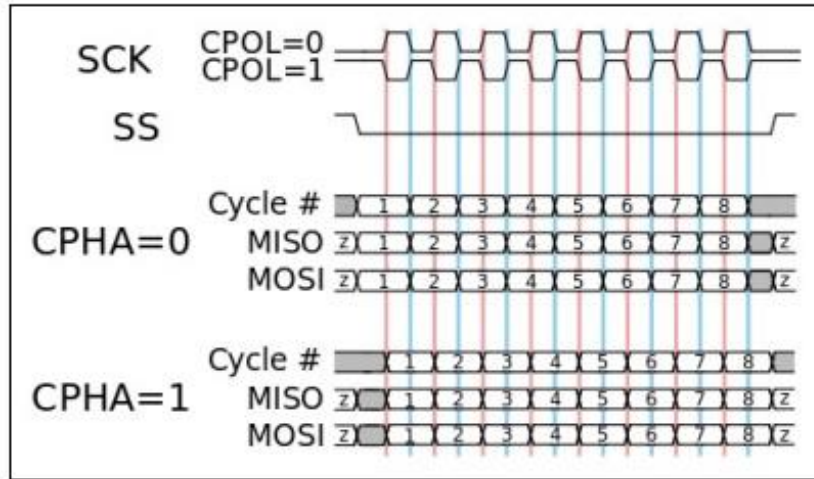 SCK CPOL=0
CPOL=1
SS
Cycle # 1 2 3 4 5 6 7 8
CPHA=0 MISO z 1 2 3 4 5 6 7 8 z
MOSI z 1 2 3 4 5 6 7 8 z
Cycle # 1 2 3 4 5 6 7 8
CPHA=1 MISO z 1 2 3 4 5 6 7 8 z
MOSI z 1 2 3 4 5 6 7 8 z